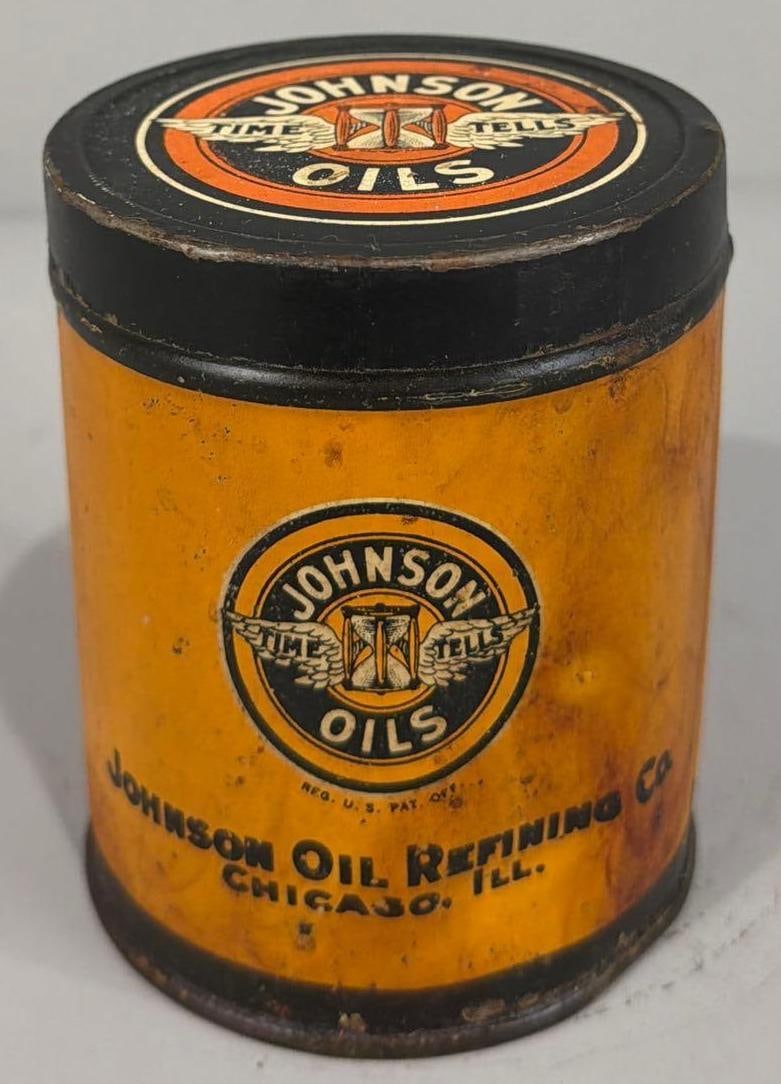 JOHNSON
TIME TELLS
OILS
JOHNSON
TIME TELLS
OILS
REG. U. S. PAT. OFF.
JOHNSON OIL REFINING CO.
CHICAGO, ILL.